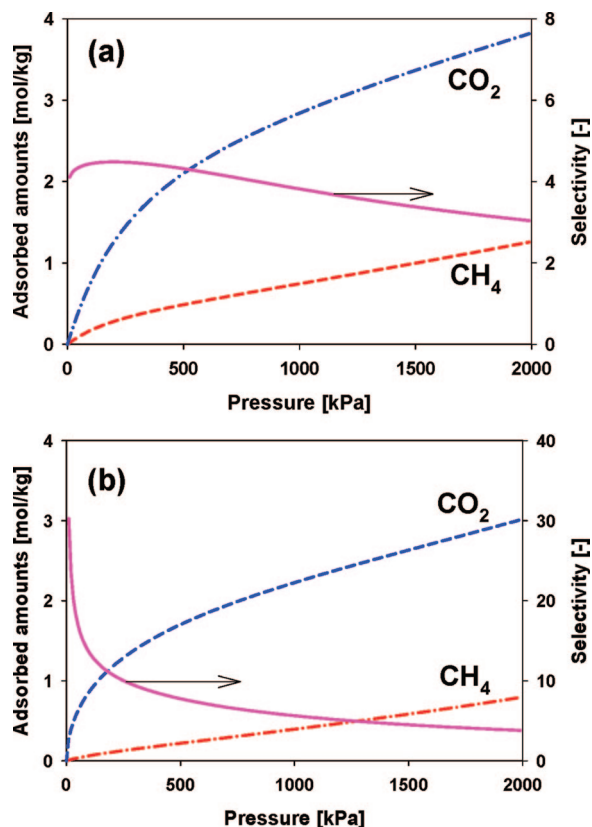 (a)
Adsorbed amounts [mol/kg]
4
3
2
1
0
CO2
CH4
8
6
4
2
0
Selectivity [-]
0 500 1000 1500 2000
Pressure [kPa]
(b)
Adsorbed amounts [mol/kg]
4
3
2
1
0
CO2
CH4
40
30
20
10
0
Selectivity [-]
0 500 1000 1500 2000
Pressure [kPa]